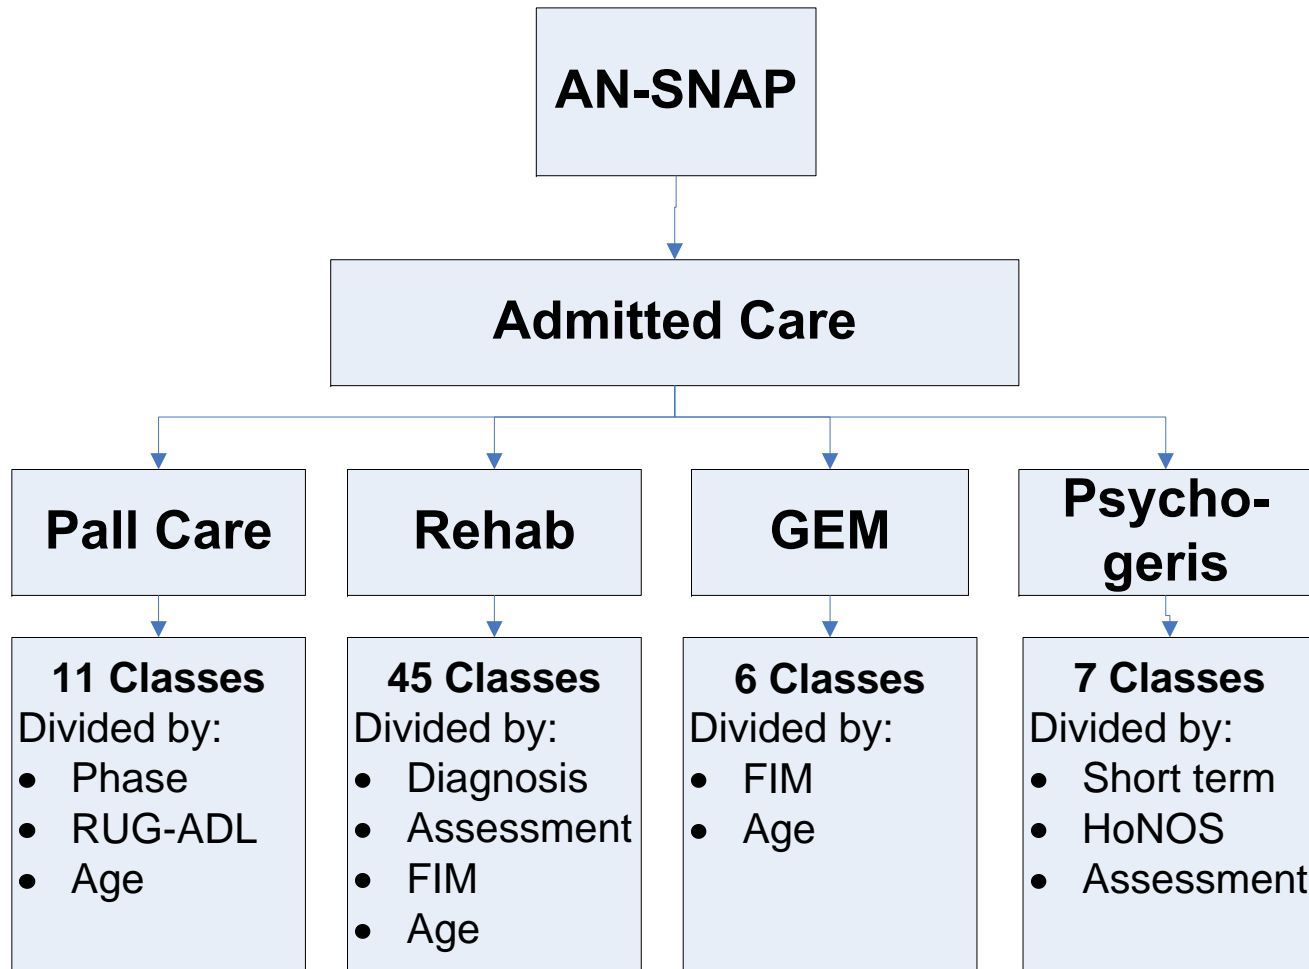 AN-SNAP
Admitted Care
Pall Care
Rehab
GEM
Psycho-
geris
11 Classes
Divided by:
• Phase
• RUG-ADL
• Age
45 Classes
Divided by:
• Diagnosis
• Assessment
• FIM
• Age
6 Classes
Divided by:
• FIM
• Age
7 Classes
Divided by:
• Short term
• HoNOS
• Assessment